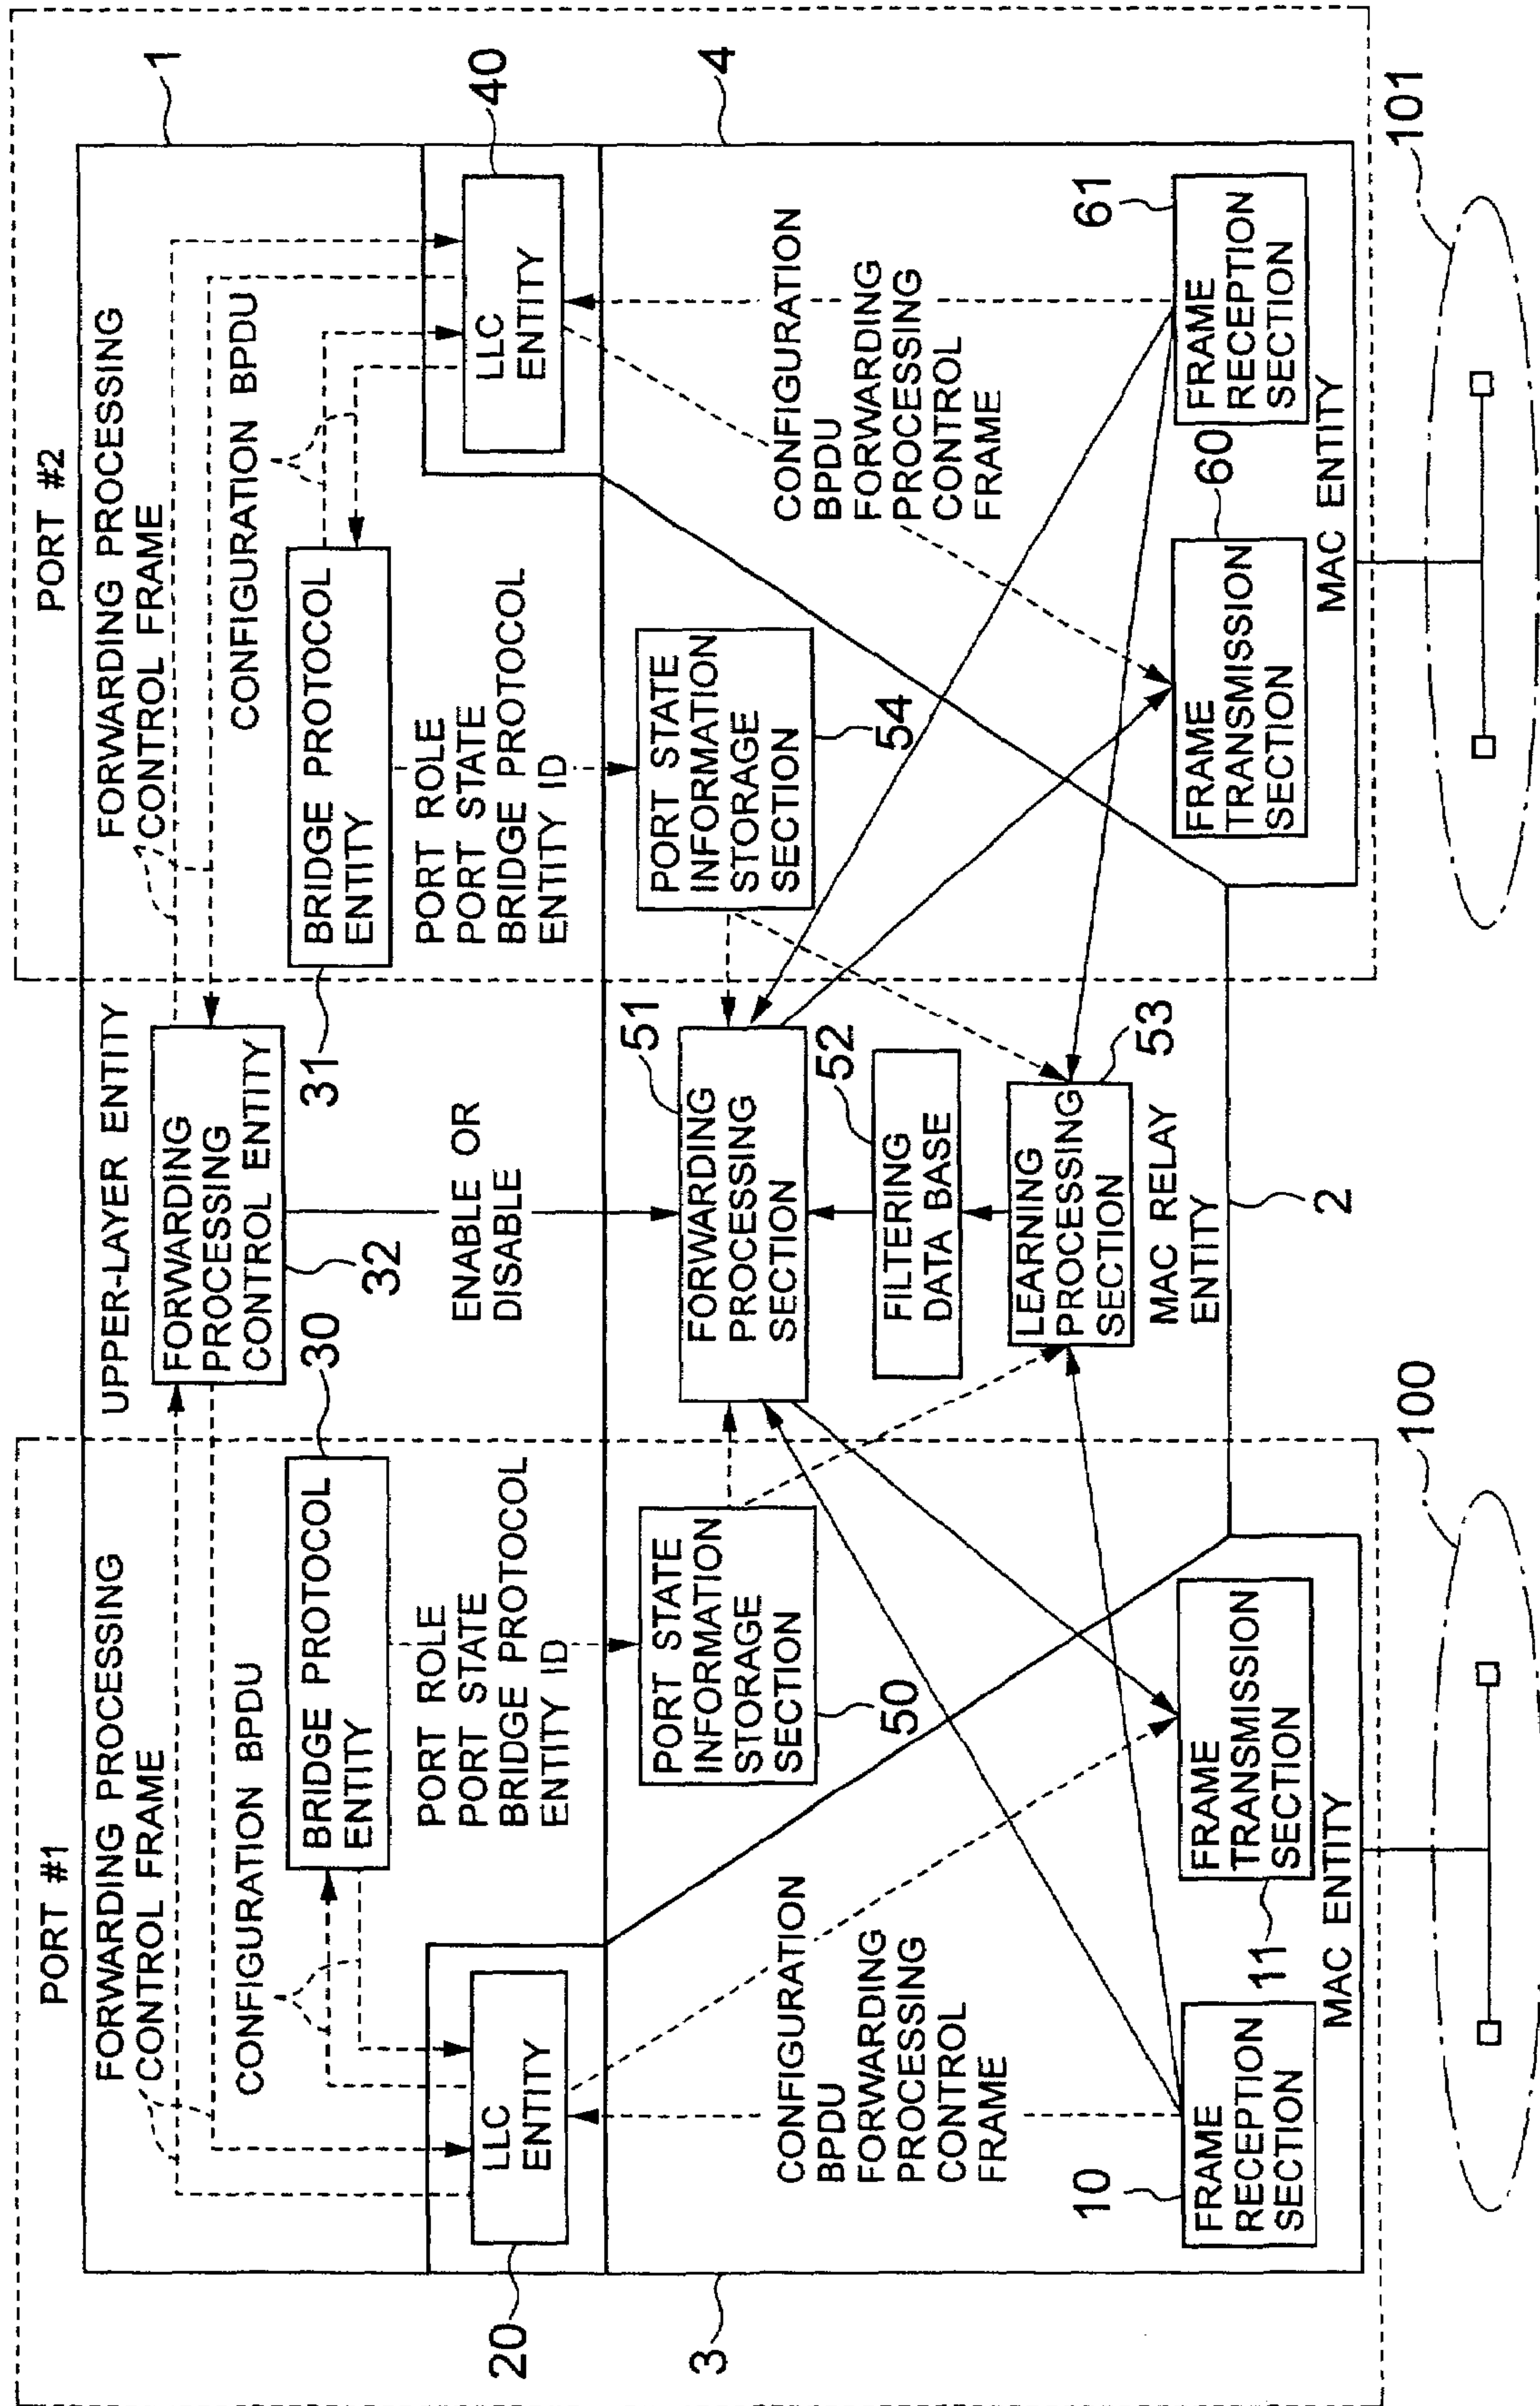 PORT #1
FORWARDING PROCESSING
CONTROL FRAME
CONFIGURATION BPDU
BRIDGE PROTOCOL
ENTITY
30
PORT ROLE
PORT STATE
BRIDGE PROTOCOL
ENTITY ID
LLC
ENTITY
20
PORT STATE
INFORMATION
STORAGE
SECTION
50
CONFIGURATION
BPDU
FORWARDING
PROCESSING
CONTROL
FRAME
10
FRAME
RECEPTION
SECTION
11
FRAME
TRANSMISSION
SECTION
MAC ENTITY
3
100
UPPER-LAYER ENTITY
FORWARDING
PROCESSING
CONTROL ENTITY
32
ENABLE OR
DISABLE
51
FORWARDING
PROCESSING
SECTION
52
FILTERING
DATA BASE
LEARNING
PROCESSING
SECTION
53
MAC RELAY
ENTITY
2
PORT #2
1
FORWARDING PROCESSING
CONTROL FRAME
CONFIGURATION BPDU
BRIDGE PROTOCOL
ENTITY
31
PORT ROLE
PORT STATE
BRIDGE PROTOCOL
ENTITY ID
40
LLC
ENTITY
4
PORT STATE
INFORMATION
STORAGE
SECTION
54
CONFIGURATION
BPDU
FORWARDING
PROCESSING
CONTROL
FRAME
60
FRAME
TRANSMISSION
SECTION
61
FRAME
RECEPTION
SECTION
MAC ENTITY
101